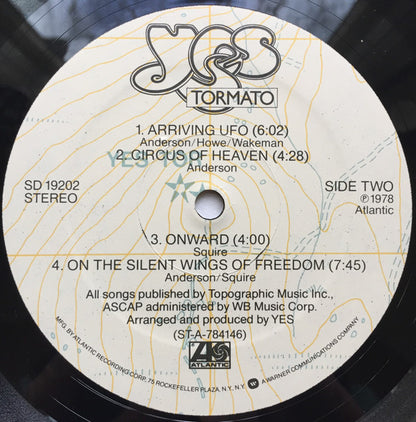 Yes
TORMATO
1. ARRIVING UFO (6:02)
Anderson/Howe/Wakeman
2. CIRCUS OF HEAVEN (4:28)
Anderson
YES TOR
SD 19202
STEREO
SIDE TWO
℗1978
Atlantic
3. ONWARD (4:00)
Squire
4. ON THE SILENT WINGS OF FREEDOM (7:45)
Anderson/Squire
All songs published by Topographic Music Inc.,
ASCAP administered by WB Music Corp.
Arranged and produced by YES
(ST-A-784146)
ATLANTIC
MFG. BY ATLANTIC RECORDING CORP., 75 ROCKEFELLER PLAZA, N.Y., N.Y. A WARNER COMMUNICATIONS COMPANY